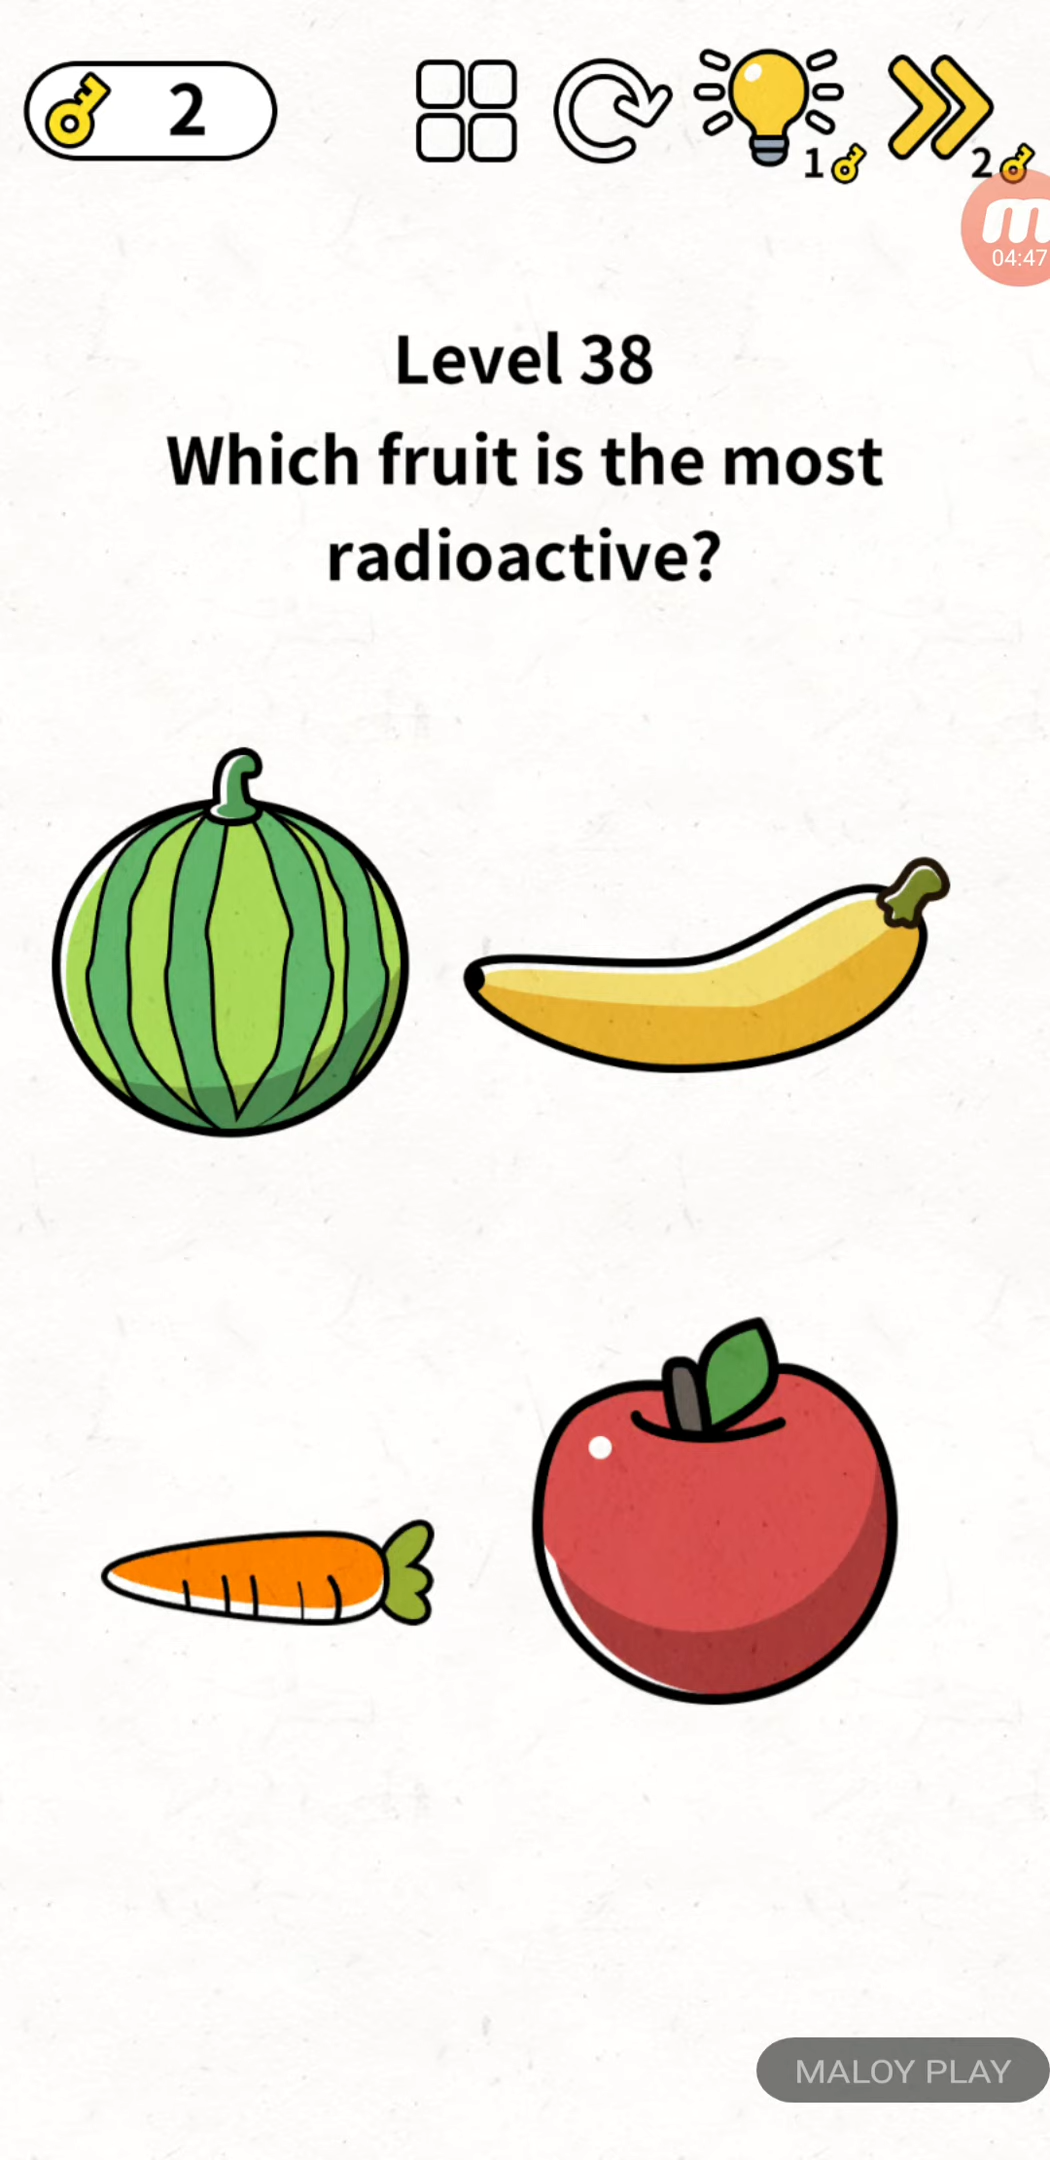 2
1
2
m
04:47
Level 38
Which fruit is the most
radioactive?
MALOY PLAY